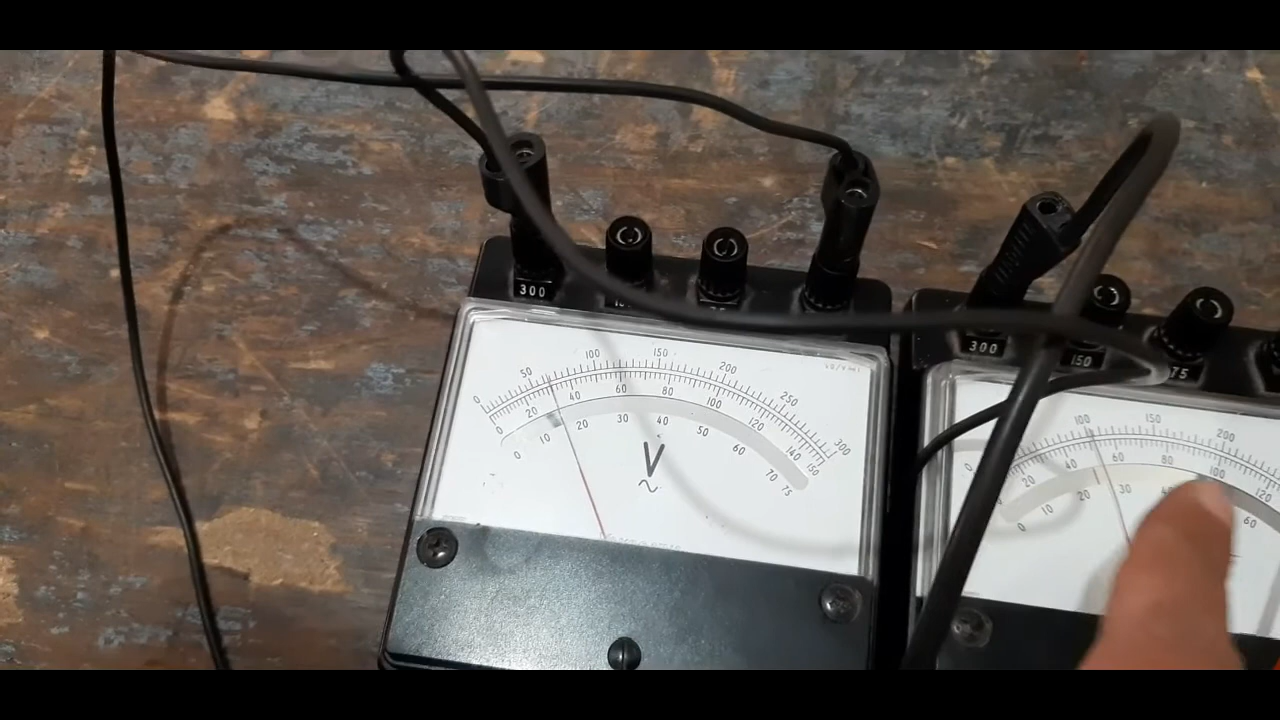 300
300
150
75
0 50 100 150 200 250 300
0 20 40 60 80 100 120 140 150
0 10 20 30 40 50 60 70 75
V
~
0 100 150 200
20 40 60 80 100 120
0 10 20 30 60